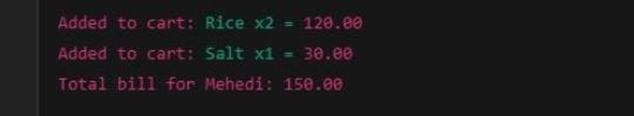 Added to cart: Rice x2 = 120.00
Added to cart: Salt x1 = 30.00
Total bill for Mehedi: 150.00